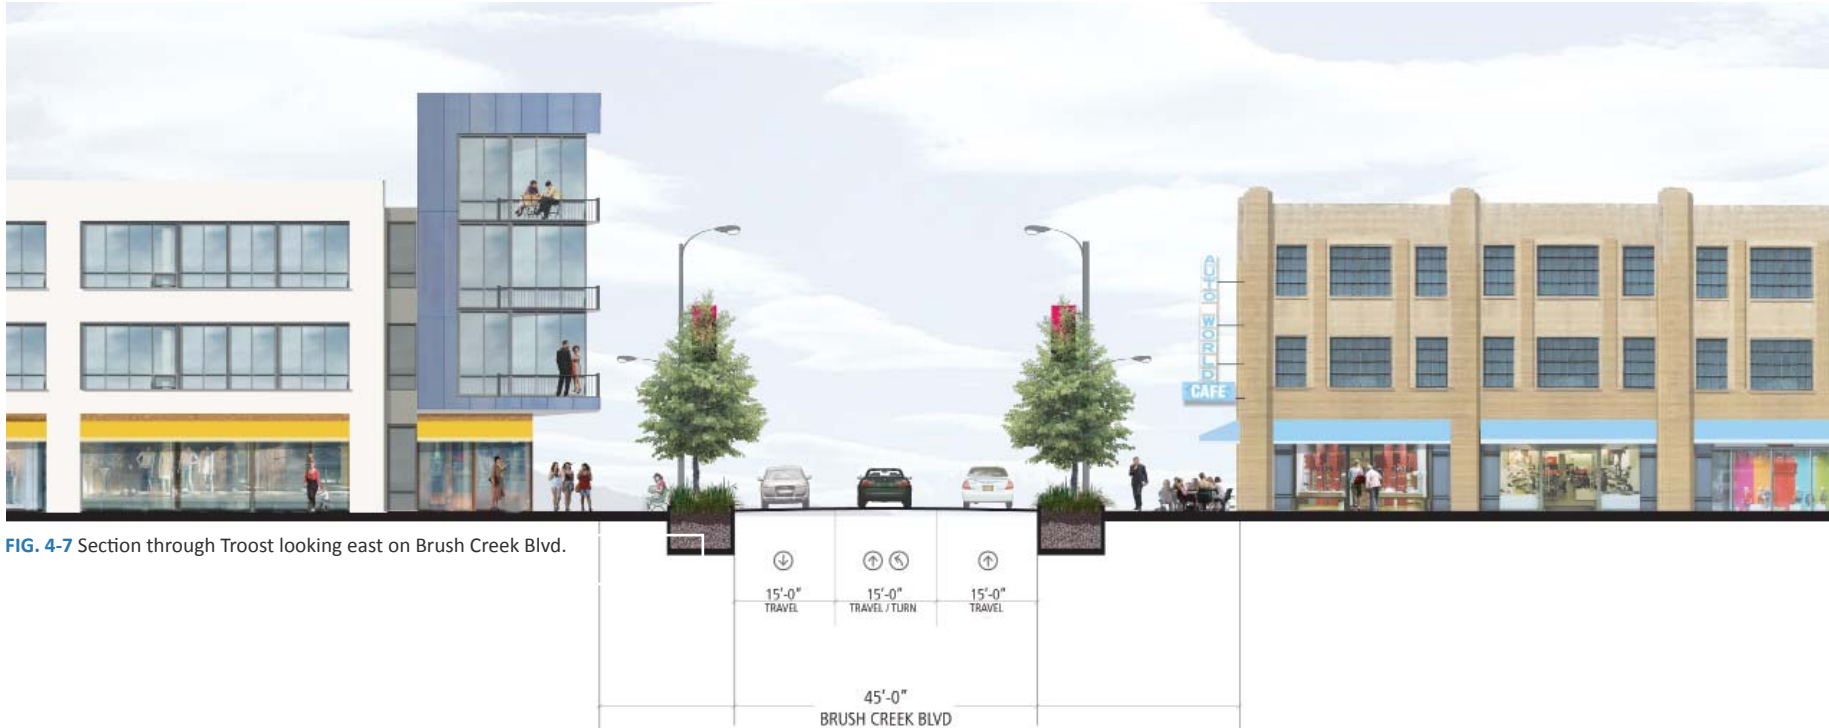 AUTO WORLD
CAFE
FIG. 4-7 Section through Troost looking east on Brush Creek Blvd.
15'-0" 15'-0" 15'-0"
TRAVEL TRAVEL / TURN TRAVEL
45'-0"
BRUSH CREEK BLVD